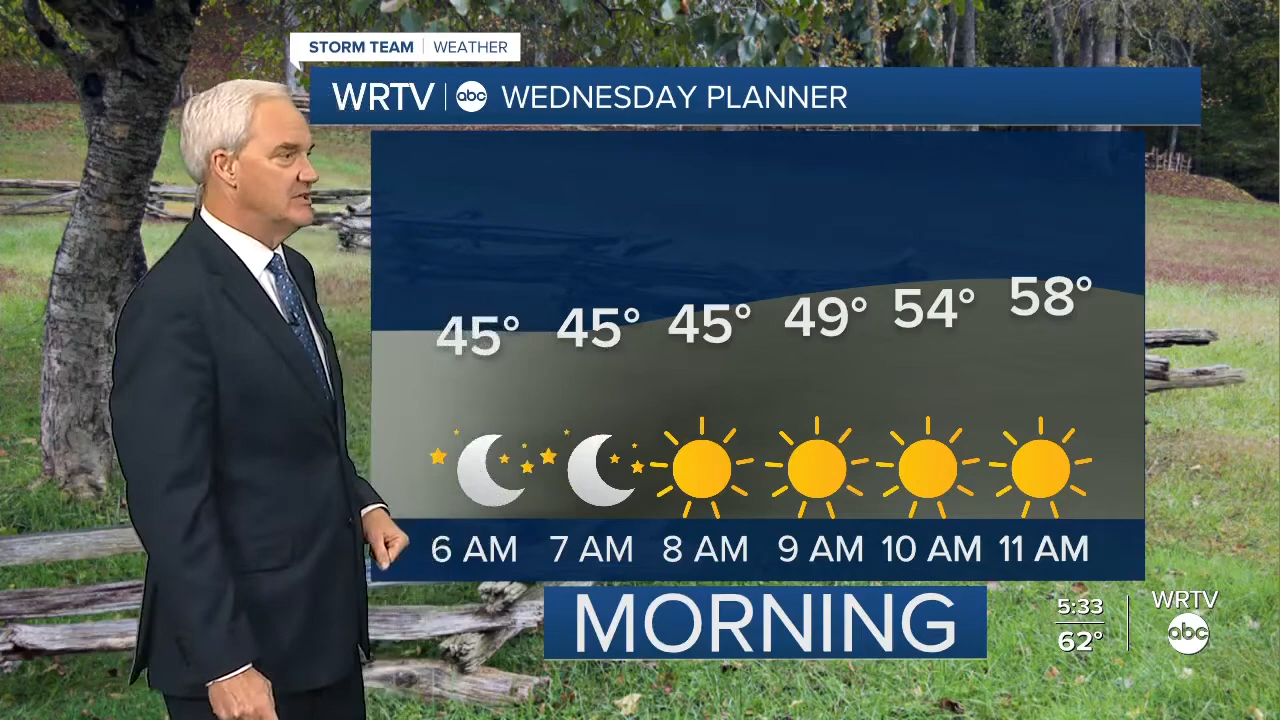 STORM TEAM | WEATHER
WRTV | abc WEDNESDAY PLANNER
45° 45° 45° 49° 54° 58°
6 AM 7 AM 8 AM 9 AM 10 AM 11 AM
MORNING
5:33
62°
WRTV
abc